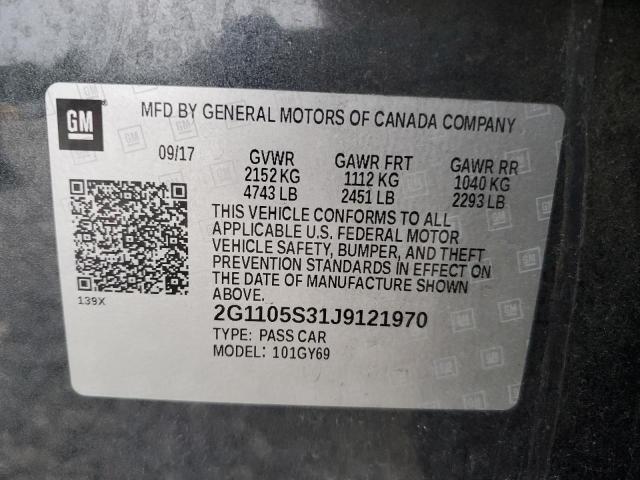 GM
MFD BY GENERAL MOTORS OF CANADA COMPANY
09/17 GVWR GAWR FRT GAWR RR
2152 KG 1112 KG 1040 KG
4743 LB 2451 LB 2293 LB
THIS VEHICLE CONFORMS TO ALL
APPLICABLE U.S. FEDERAL MOTOR
VEHICLE SAFETY, BUMPER, AND THEFT
PREVENTION STANDARDS IN EFFECT ON
THE DATE OF MANUFACTURE SHOWN
ABOVE.
139X
2G1105S31J9121970
TYPE: PASS CAR
MODEL: 101GY69